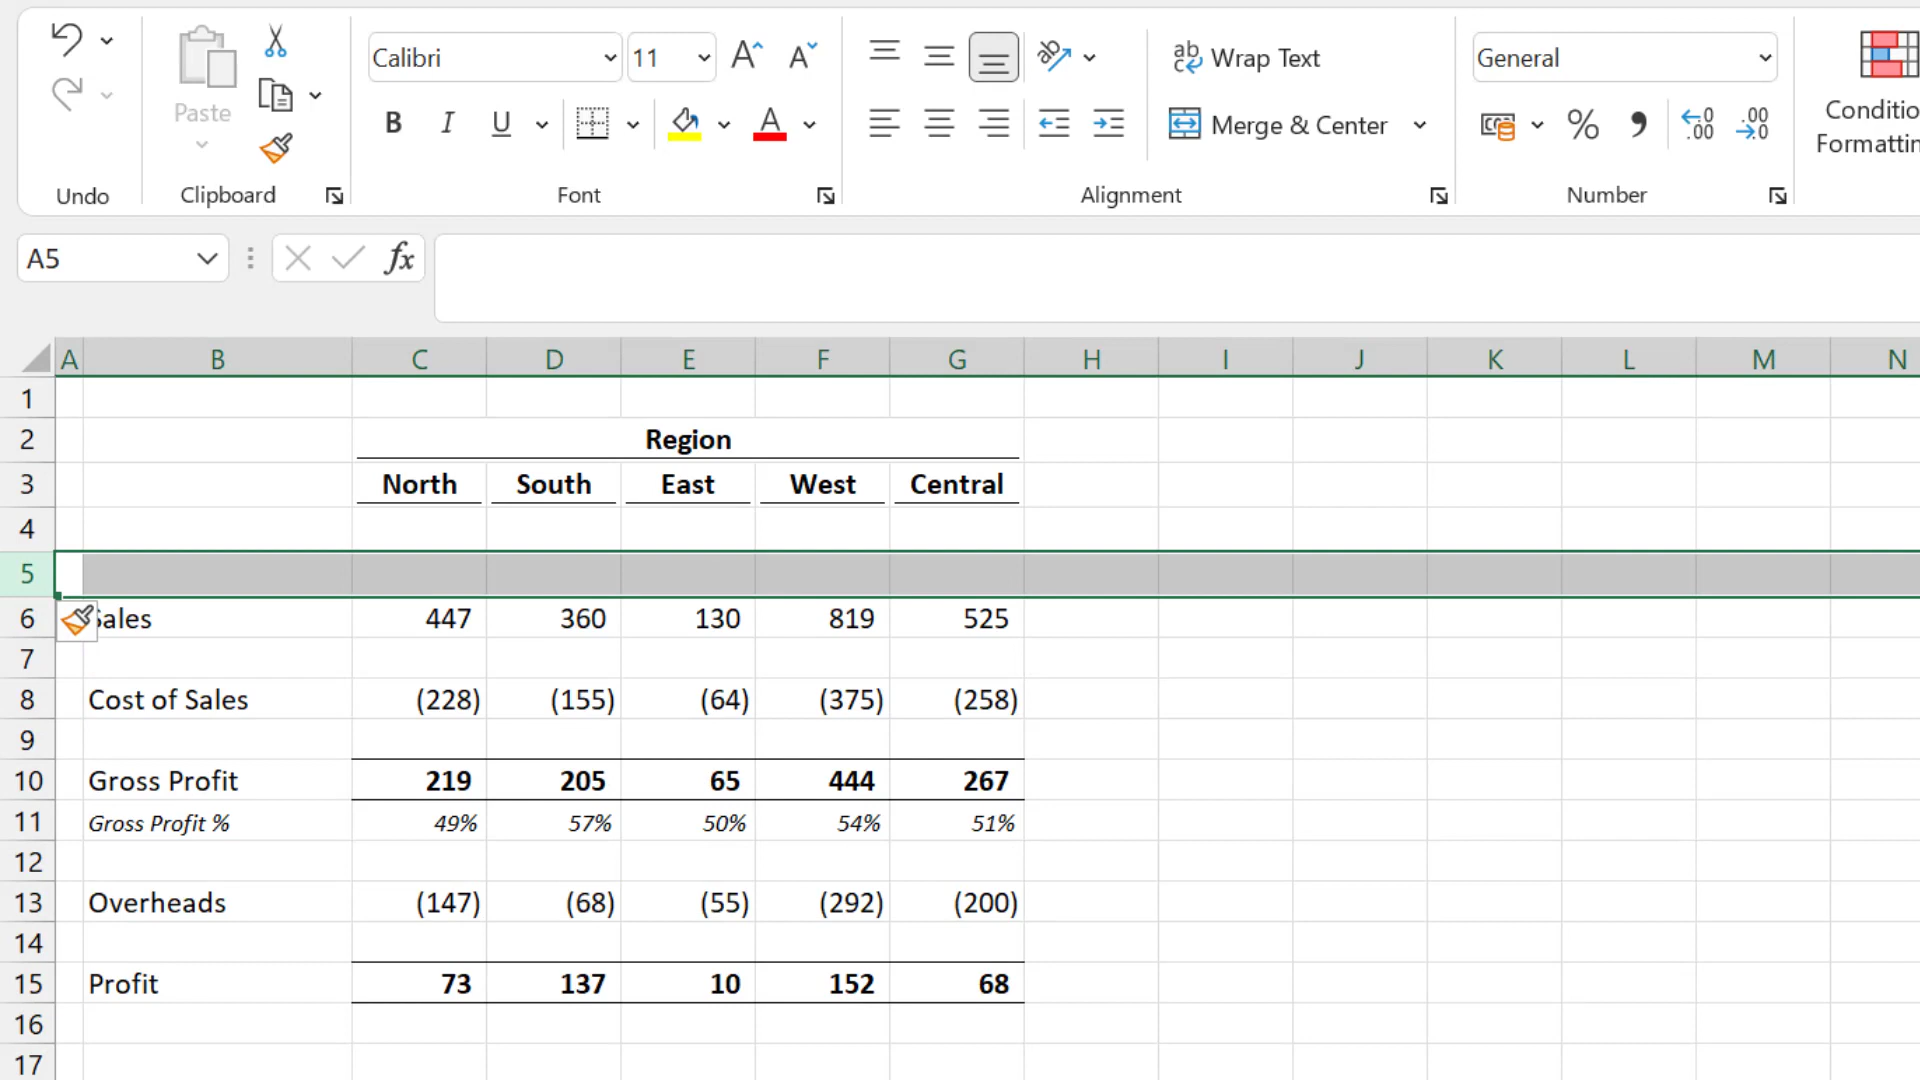 Calibri 11 Wrap Text General
Paste B I U Merge & Center % Conditio
Formattin
Undo Clipboard Font Alignment Number
A5 fx
A B C D E F G H I J K L M N
1
2 Region
3 North South East West Central
4
5
6 Sales 447 360 130 819 525
7
8 Cost of Sales (228) (155) (64) (375) (258)
9
10 Gross Profit 219 205 65 444 267
11 Gross Profit % 49% 57% 50% 54% 51%
12
13 Overheads (147) (68) (55) (292) (200)
14
15 Profit 73 137 10 152 68
16
17